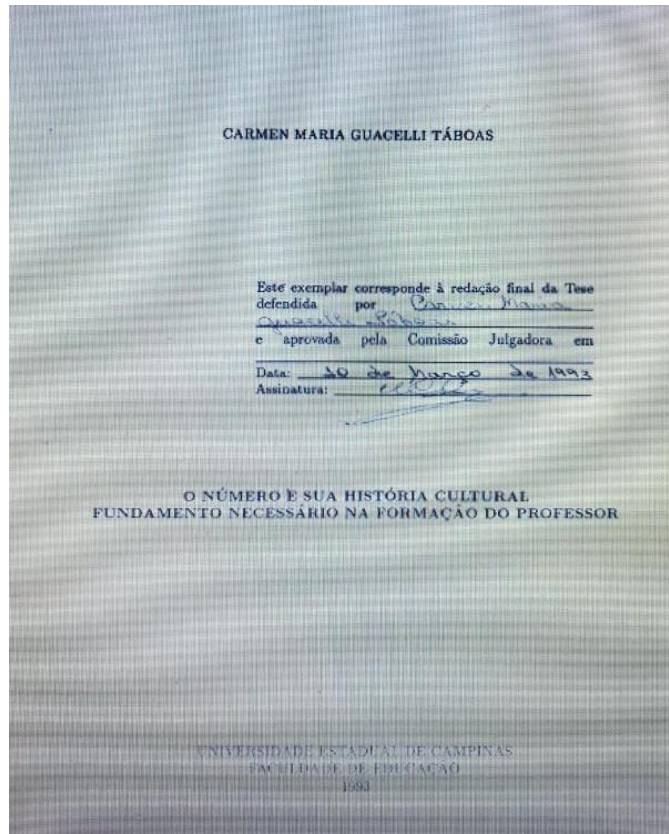 CARMEN MARIA GUACELLI TÁBOAS
Este exemplar corresponde à redação final da Tese
defendida por Carmen Maria
Guacelli Táboas
e aprovada pela Comissão Julgadora em
Data: 10 de Março de 1993
Assinatura:
O NÚMERO E SUA HISTÓRIA CULTURAL
FUNDAMENTO NECESSÁRIO NA FORMAÇÃO DO PROFESSOR
UNIVERSIDADE ESTADUAL DE CAMPINAS
FACULDADE DE EDUCAÇÃO
1993